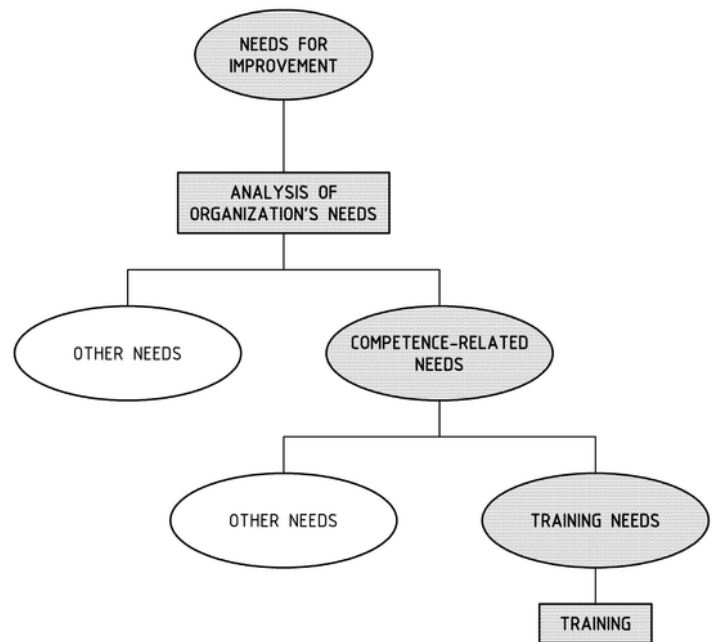 NEEDS FOR
IMPROVEMENT
ANALYSIS OF
ORGANIZATION'S NEEDS
OTHER NEEDS
COMPETENCE-RELATED
NEEDS
OTHER NEEDS
TRAINING NEEDS
TRAINING